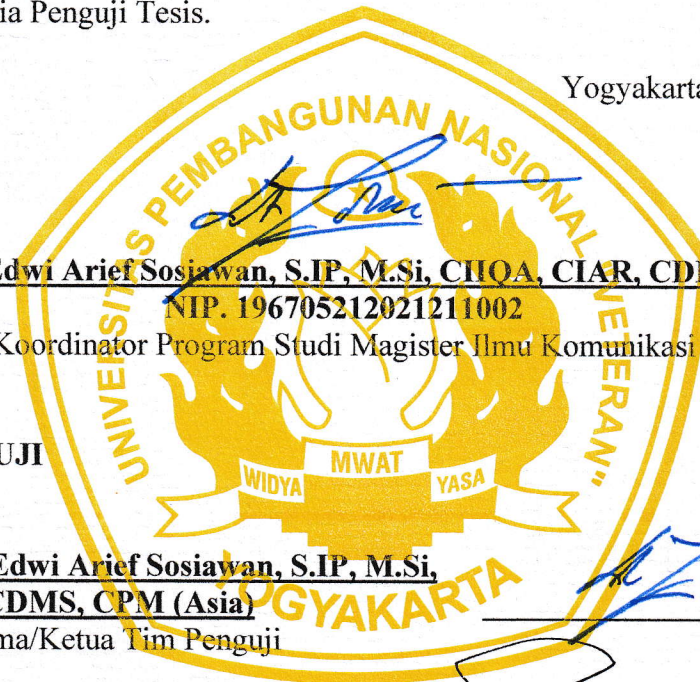 ia Penguji Tesis.
Yogyakarta
UNIVERSITAS PEMBANGUNAN NASIONAL "VETERAN"
Edwi Arief Sosiawan, S.IP, M.Si, CIIQA, CIAR, CD
NIP. 196705212021211002
Koordinator Program Studi Magister Ilmu Komunikasi
UJI
WIDYA MWAT YASA
Edwi Arief Sosiawan, S.IP, M.Si,
CDMS, CPM (Asia)
YOGYAKARTA
ma/Ketua Tim Penguji